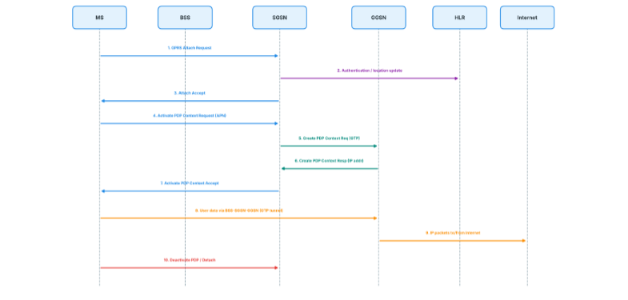 MS
BSS
SGSN
GGSN
HLR
Internet
1. GPRS Attach Request
2. Authentication / location update
3. Attach Accept
4. Activate PDP Context Request (APN)
5. Create PDP Context Req (GTP)
6. Create PDP Context Resp (IP addr)
7. Activate PDP Context Accept
8. User data via BSS-SGSN-GGSN (GTP tunnel)
9. IP packets to/from Internet
10. Deactivate PDP / Detach